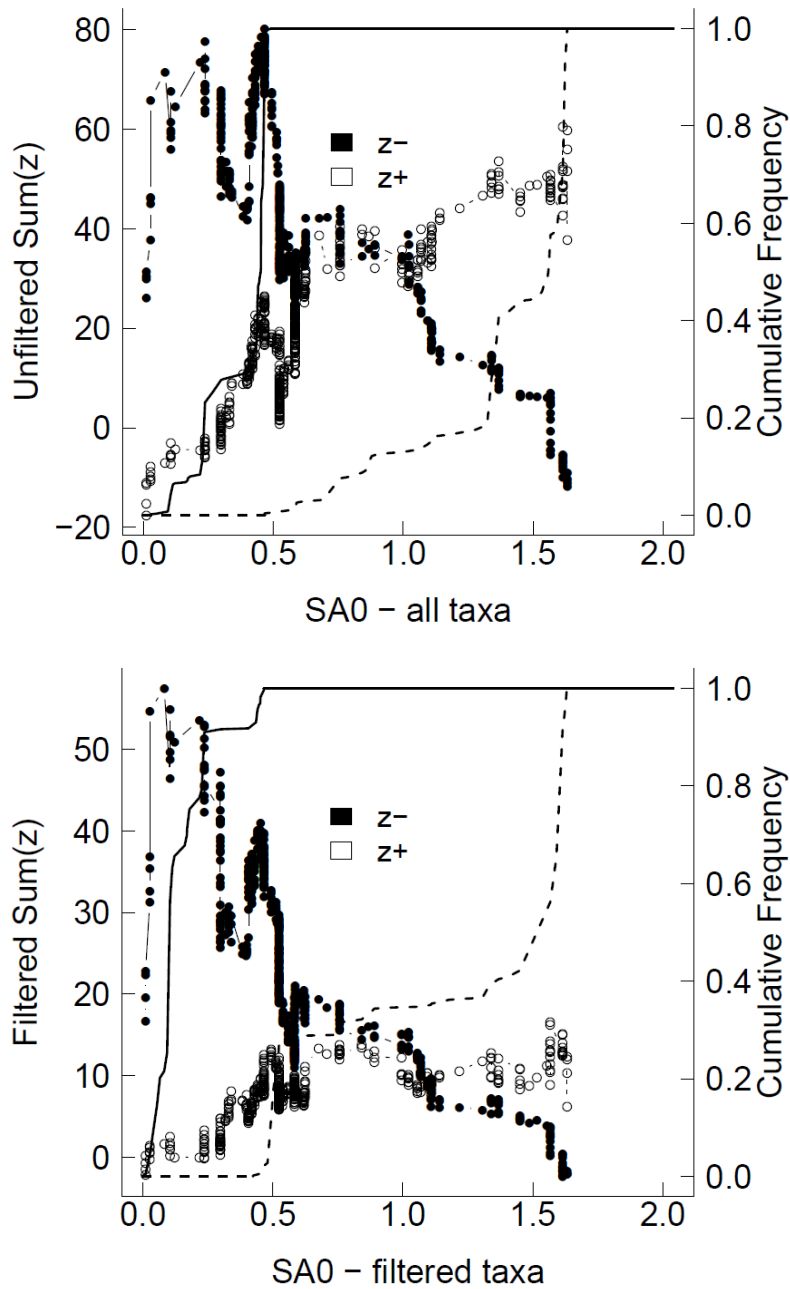 80
60
40
20
0
−20
Unfiltered Sum(z)
z−
z+
1.0
0.8
0.6
0.4
0.2
0.0
Cumulative Frequency
0.0 0.5 1.0 1.5 2.0
SA0 − all taxa
50
40
30
20
10
0
Filtered Sum(z)
z−
z+
1.0
0.8
0.6
0.4
0.2
0.0
Cumulative Frequency
0.0 0.5 1.0 1.5 2.0
SA0 − filtered taxa